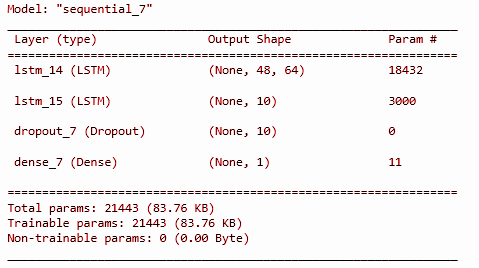 Model: "sequential_7"
_________________________________________________________________
Layer (type) Output Shape Param #
=================================================================
lstm_14 (LSTM) (None, 48, 64) 18432
lstm_15 (LSTM) (None, 10) 3000
dropout_7 (Dropout) (None, 10) 0
dense_7 (Dense) (None, 1) 11
=================================================================
Total params: 21443 (83.76 KB)
Trainable params: 21443 (83.76 KB)
Non-trainable params: 0 (0.00 Byte)
_________________________________________________________________